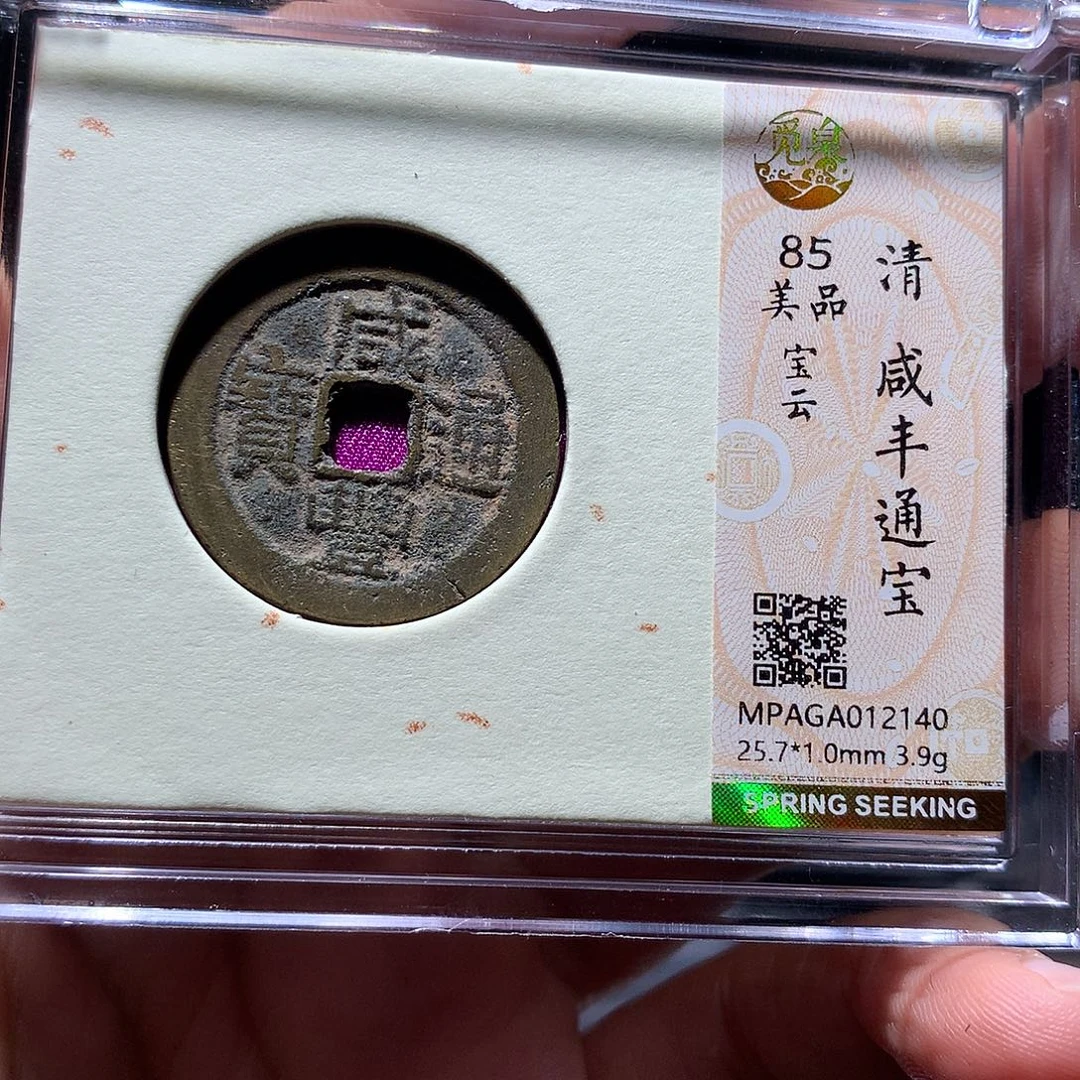 咸豐通寶
覓泉
清 咸丰通宝
85
美品
宝云
MPAGA012140
25.7*1.0mm 3.9g
SPRING SEEKING